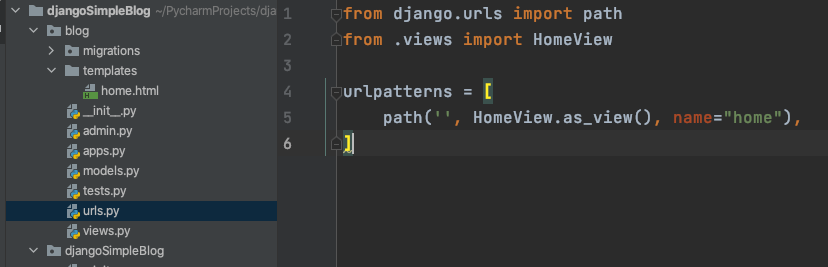 djangoSimpleBlog ~/PycharmProjects/dja
blog
migrations
templates
home.html
__init__.py
admin.py
apps.py
models.py
tests.py
urls.py
views.py
djangoSimpleBlog
1 from django.urls import path
2 from .views import HomeView
3
4 urlpatterns = [
5     path('', HomeView.as_view(), name="home"),
6 ]